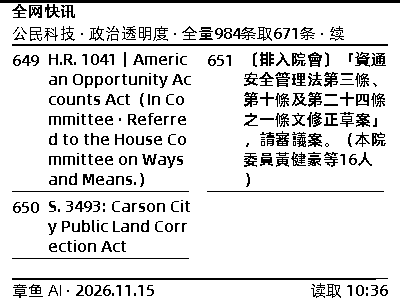 全网快讯
公民科技 · 政治透明度 · 全量984条取671条 · 续
649 H.R. 1041 | Americ
an Opportunity Ac
counts Act (In Co
mmittee · Referre
d to the House Co
mmittee on Ways
and Means.)
650 S. 3493: Carson Cit
y Public Land Corr
ection Act
651 〔排入院會〕「資通
安全管理法第三條、
第十條及第二十四條
之一條文修正草案」
，請審議案。（本院
委員黃健豪等16人
）
章鱼 AI · 2026.11.15
读取 10:36